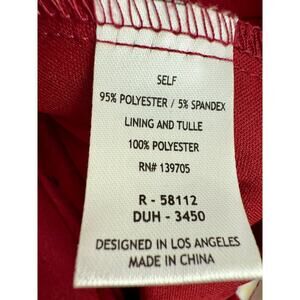 SELF
95% POLYESTER / 5% SPANDEX
LINING AND TULLE
100% POLYESTER
RN# 139705
R - 58112
DUH - 3450
DESIGNED IN LOS ANGELES
MADE IN CHINA